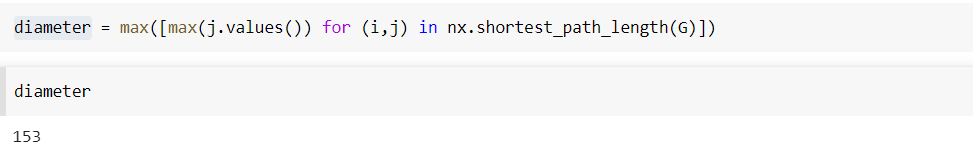 diameter = max([max(j.values()) for (i,j) in nx.shortest_path_length(G)])
diameter
153